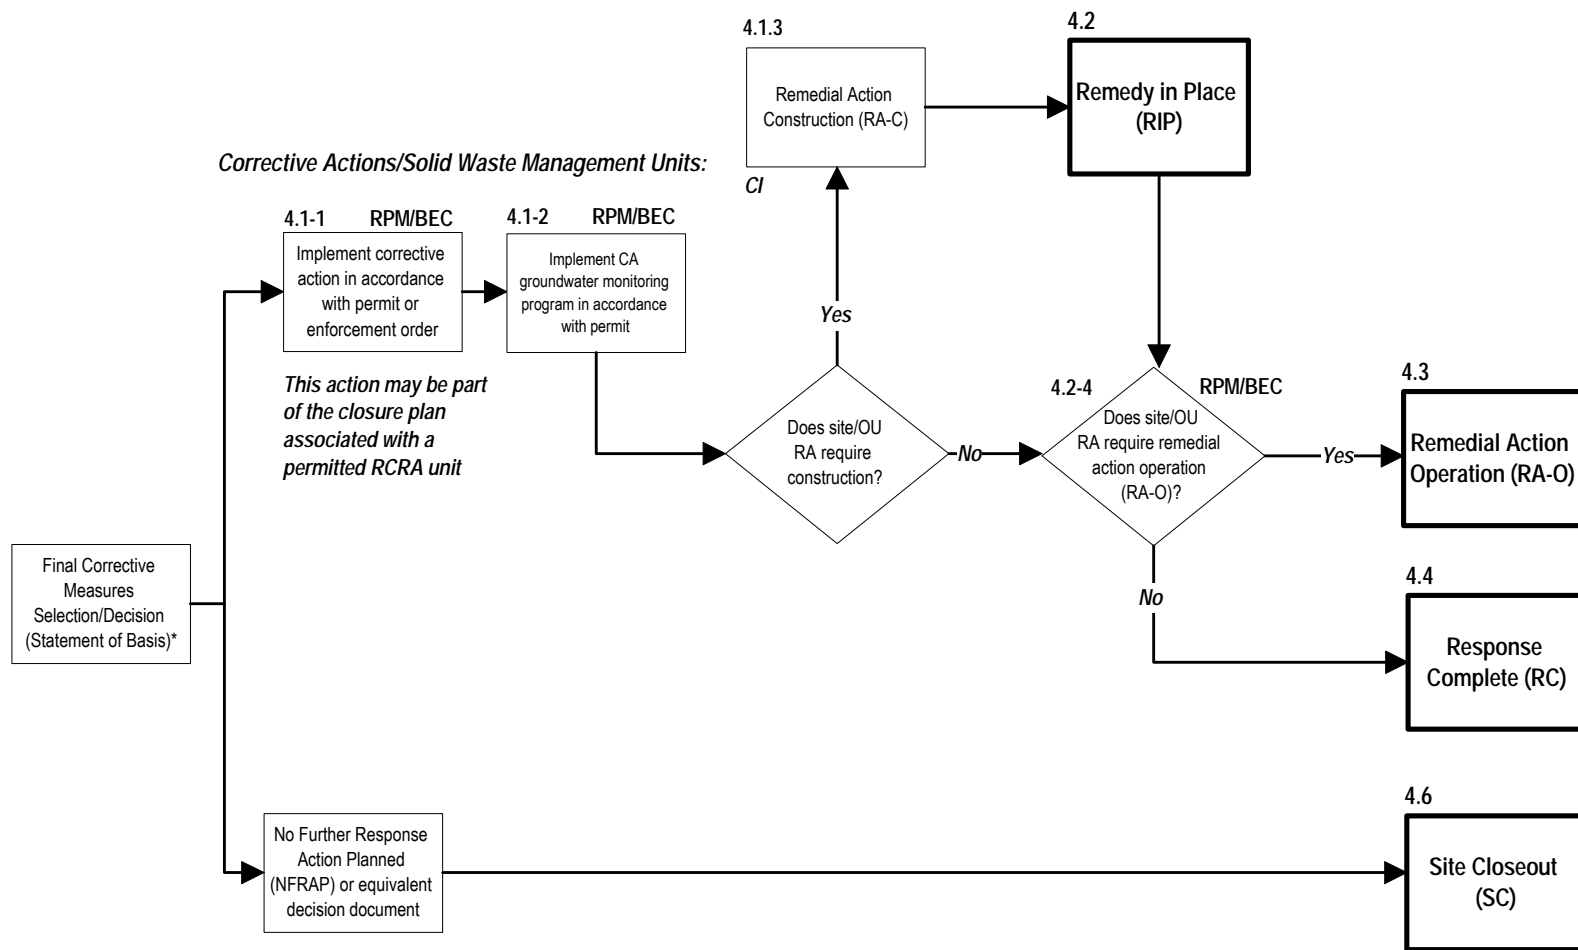 4.1.3
4.2
Remedial Action
Construction (RA-C)
Remedy in Place
(RIP)
CI
Corrective Actions/Solid Waste Management Units:
4.1-1
RPM/BEC
4.1-2
RPM/BEC
Implement corrective
action in accordance
with permit or
enforcement order
Implement CA
groundwater monitoring
program in accordance
with permit
This action may be part
of the closure plan
associated with a
permitted RCRA unit
Yes
Does site/OU
RA require
construction?
No
4.2-4
RPM/BEC
Does site/OU
RA require remedial
action operation
(RA-O)?
Yes
4.3
Remedial Action
Operation (RA-O)
No
4.4
Response
Complete (RC)
Final Corrective
Measures
Selection/Decision
(Statement of Basis)*
No Further Response
Action Planned
(NFRAP) or equivalent
decision document
4.6
Site Closeout
(SC)